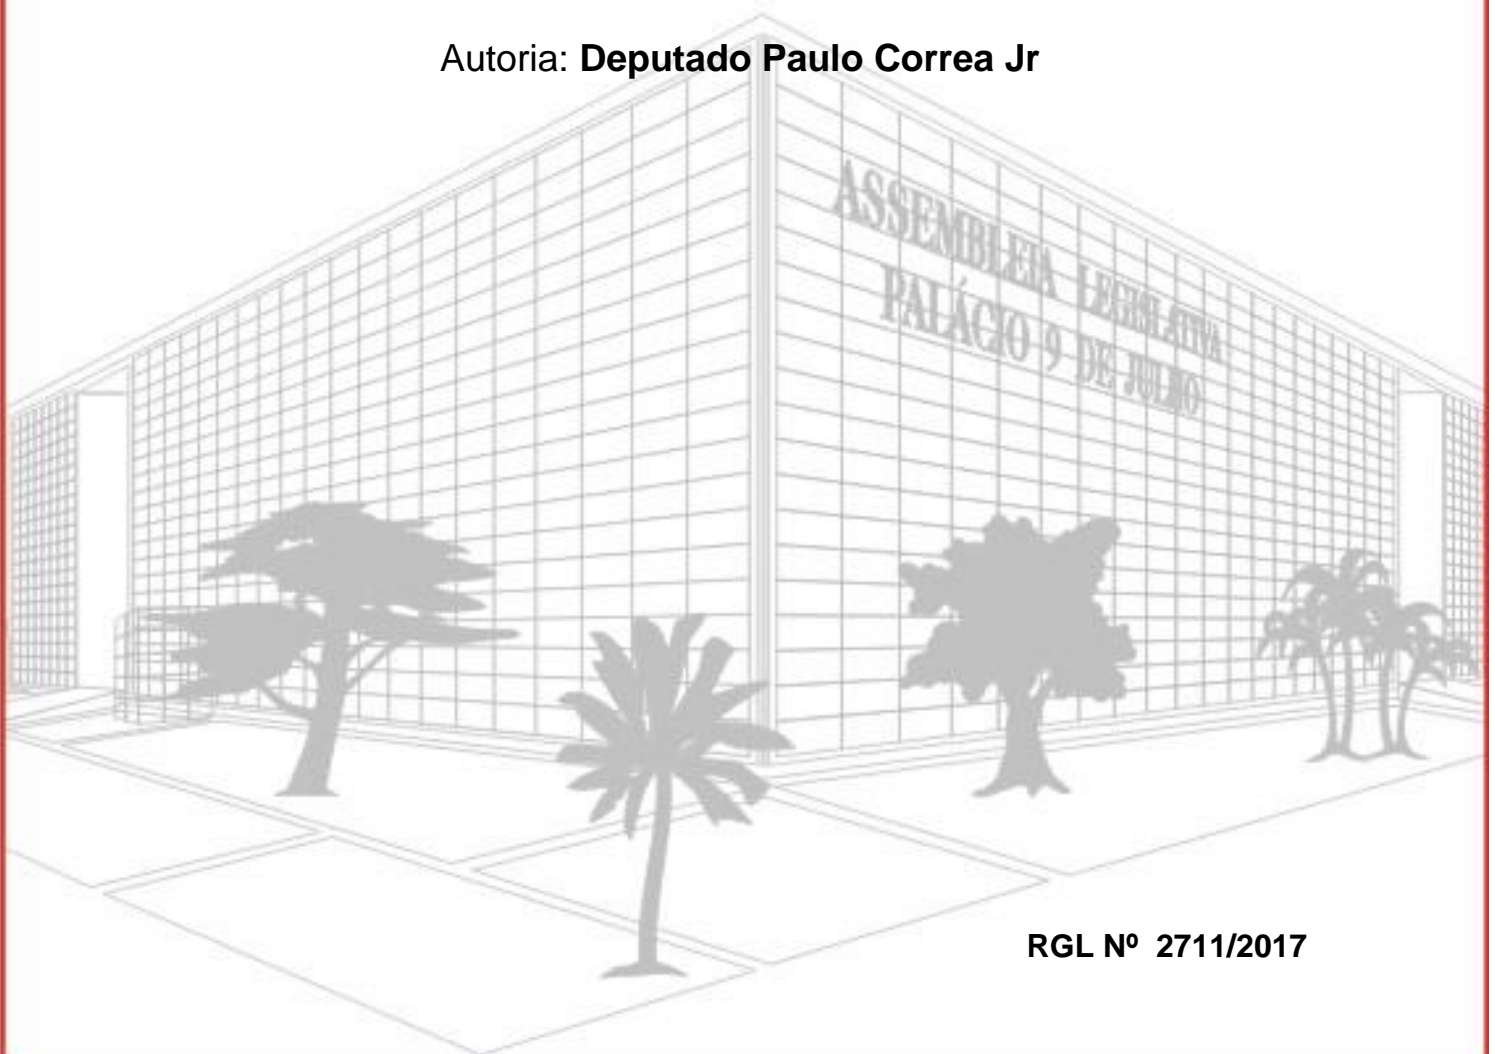 Autoria: Deputado Paulo Correa Jr
ASSEMBLEIA LEGISLATIVA
PALÁCIO 9 DE JULHO
RGL Nº 2711/2017